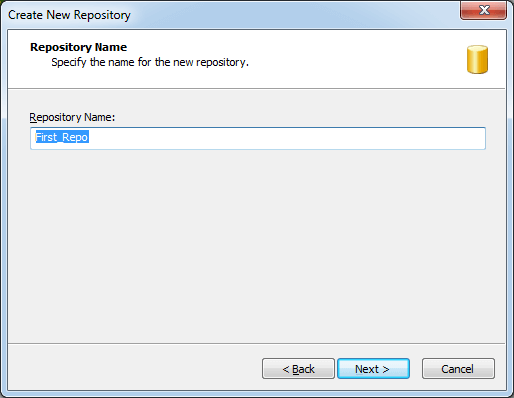 Create New Repository
Repository Name
Specify the name for the new repository.
Repository Name:
First_Repo
< Back
Next >
Cancel